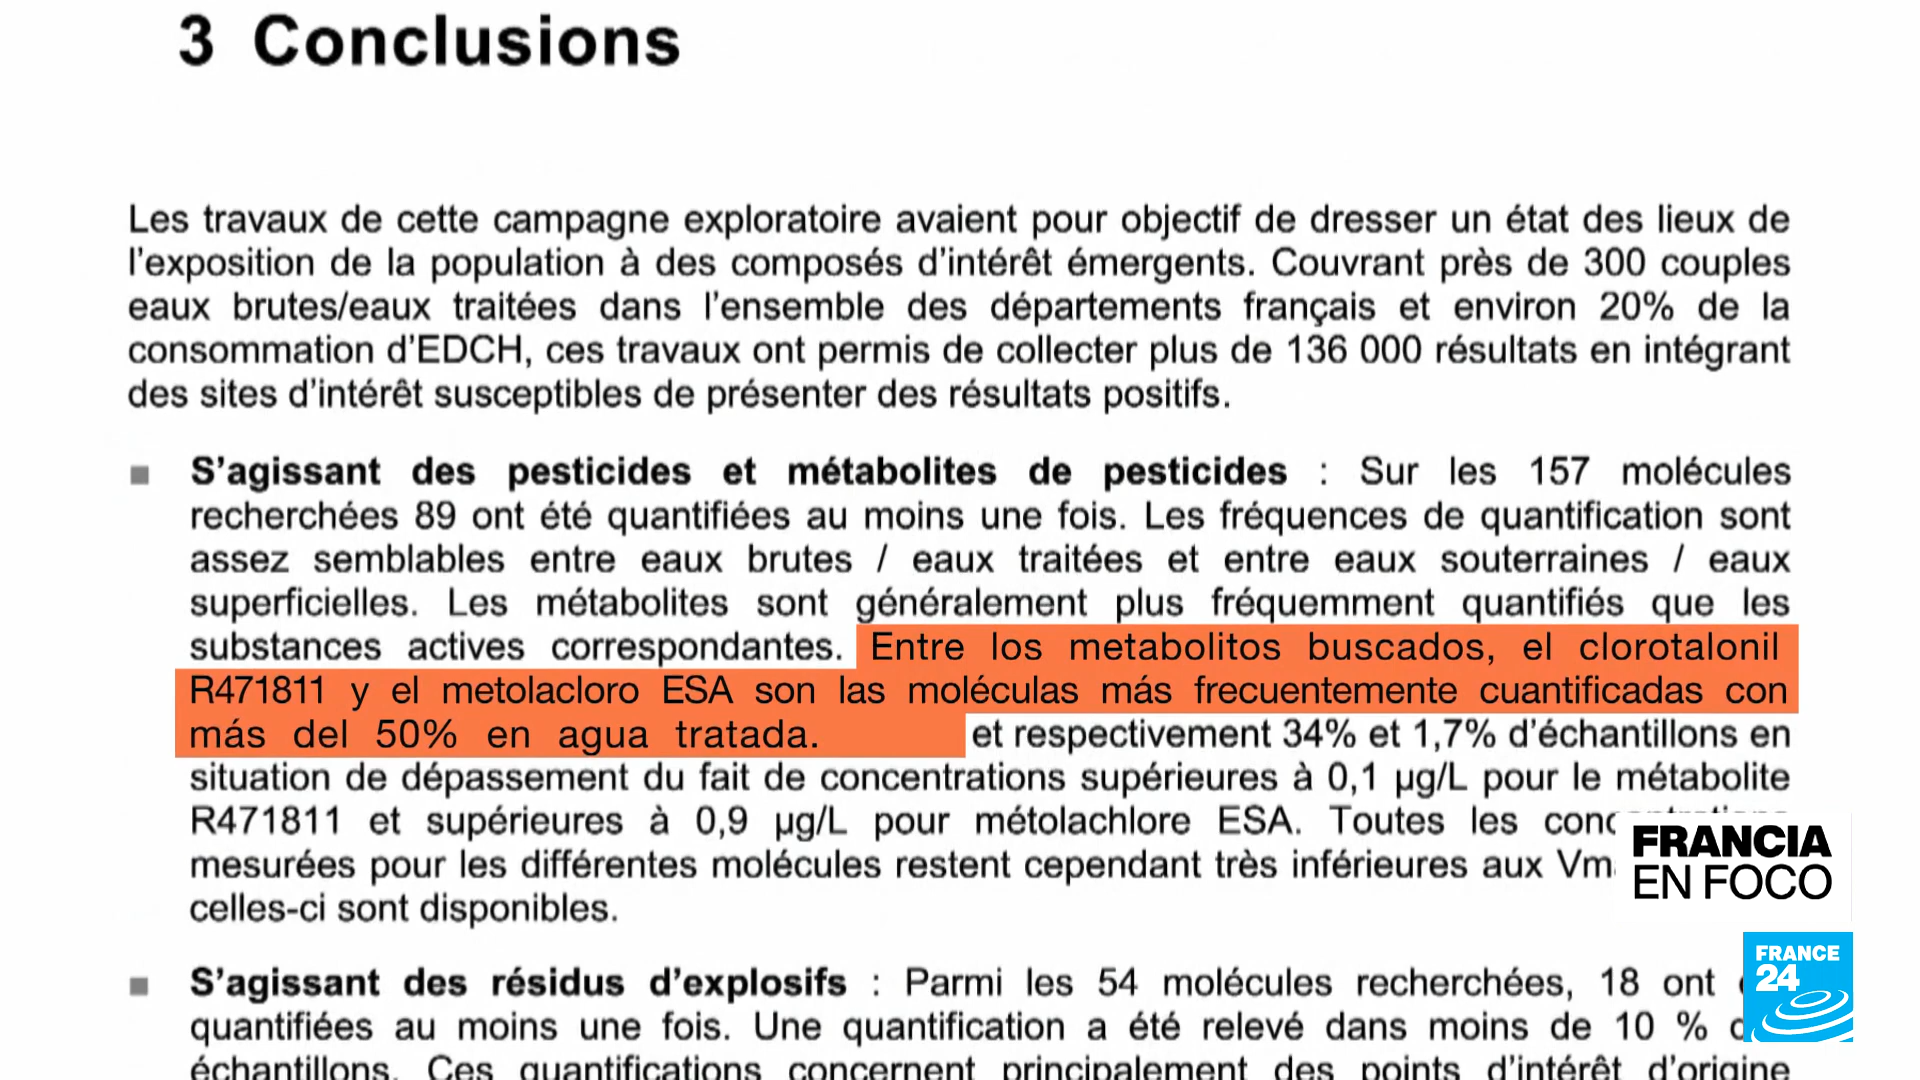 3 Conclusions
Les travaux de cette campagne exploratoire avaient pour objectif de dresser un état des lieux de
l’exposition de la population à des composés d’intérêt émergents. Couvrant près de 300 couples
eaux brutes/eaux traitées dans l’ensemble des départements français et environ 20% de la
consommation d’EDCH, ces travaux ont permis de collecter plus de 136 000 résultats en intégrant
des sites d’intérêt susceptibles de présenter des résultats positifs.
S’agissant des pesticides et métabolites de pesticides : Sur les 157 molécules
recherchées 89 ont été quantifiées au moins une fois. Les fréquences de quantification sont
assez semblables entre eaux brutes / eaux traitées et entre eaux souterraines / eaux
superficielles. Les métabolites sont généralement plus fréquemment quantifiés que les
substances actives correspondantes. Entre los metabolitos buscados, el clorotalonil
R471811 y el metolacloro ESA son las moléculas más frecuentemente cuantificadas con
más del 50% en agua tratada. et respectivement 34% et 1,7% d’échantillons en
situation de dépassement du fait de concentrations supérieures à 0,1 µg/L pour le métabolite
R471811 et supérieures à 0,9 µg/L pour métolachlore ESA. Toutes les
mesurées pour les différentes molécules restent cependant très inférieures aux
celles-ci sont disponibles.
S’agissant des résidus d’explosifs : Parmi les 54 molécules recherchées, 18 ont
quantifiées au moins une fois. Une quantification a été relevé dans moins de 10 %
échantillons. Ces quantifications concernent principalement des points d’intérêt d’origine
FRANCIA
EN FOCO
FRANCE
24